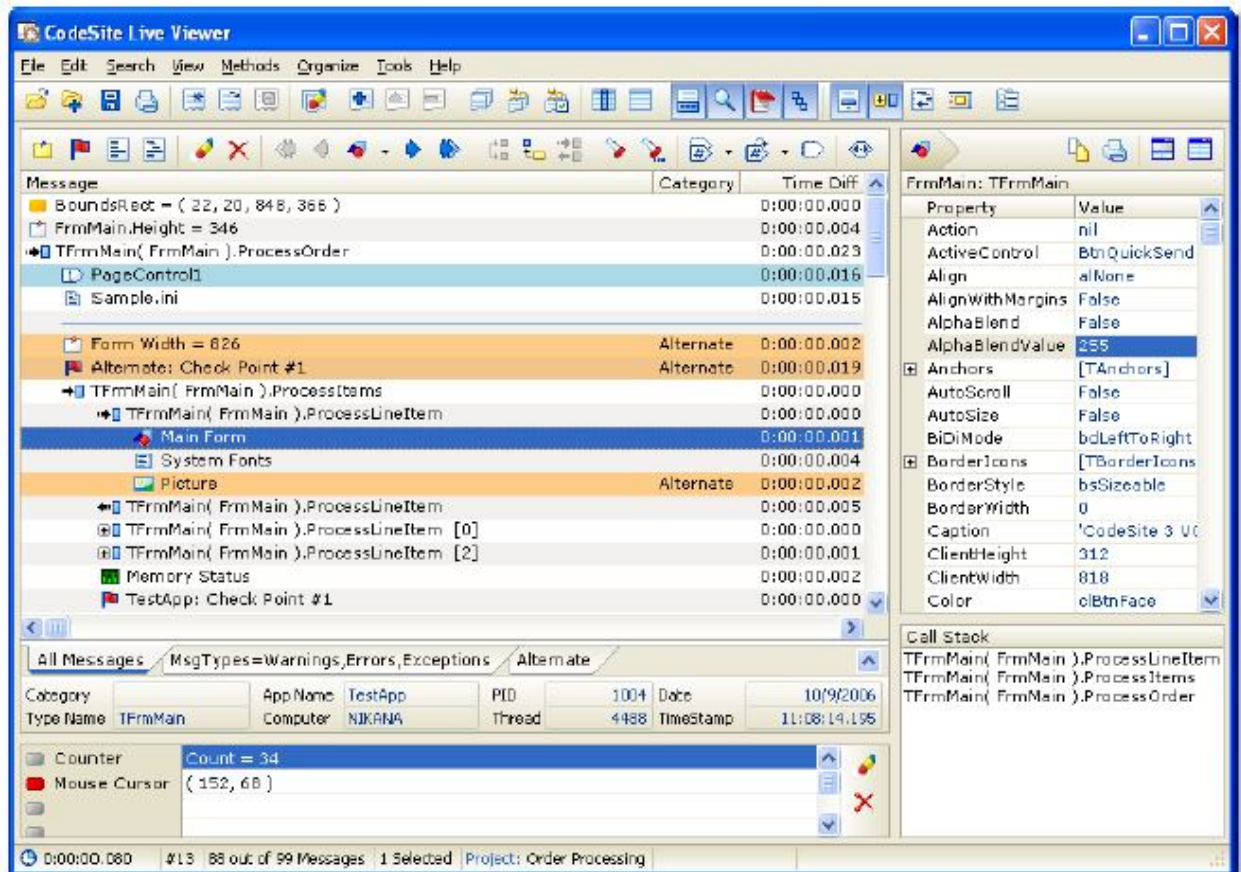 CodeSite Live Viewer
File Edit Search View Methods Organize Tools Help
Message Category Time Diff
BoundsRect = ( 22, 20, 848, 366 ) 0:00:00.000
FrmMain.Height = 346 0:00:00.004
TFrmMain( FrmMain ).ProcessOrder 0:00:00.023
PageControl1 0:00:00.016
Sample.ini 0:00:00.015
Form Width = 826 Alternate 0:00:00.002
Alternate: Check Point #1 Alternate 0:00:00.019
TFrmMain( FrmMain ).ProcessItems 0:00:00.000
TFrmMain( FrmMain ).ProcessLineItem 0:00:00.000
Main Form 0:00:00.001
System Fonts 0:00:00.004
Picture Alternate 0:00:00.002
TFrmMain( FrmMain ).ProcessLineItem 0:00:00.005
TFrmMain( FrmMain ).ProcessLineItem [0] 0:00:00.000
TFrmMain( FrmMain ).ProcessLineItem [2] 0:00:00.001
Memory Status 0:00:00.002
TestApp: Check Point #1 0:00:00.000
All Messages MsgTypes=Warnings,Errors,Exceptions Alternate
Category App Name TestApp PID 1004 Date 10/9/2006
Type Name TFrmMain Computer NIKANA Thread 4488 TimeStamp 11:08:14.195
Counter Count = 34
Mouse Cursor ( 152, 68 )
FrmMain: TFrmMain
Property Value
Action nil
ActiveControl BtnQuickSend
Align alNone
AlignWithMargins False
AlphaBlend False
AlphaBlendValue 255
Anchors [TAnchors]
AutoScroll False
AutoSize False
BiDiMode bdLeftToRight
BorderIcons [TBorderIcons
BorderStyle bsSizeable
BorderWidth 0
Caption 'CodeSite 3 VC
ClientHeight 312
ClientWidth 818
Color clBtnFace
Call Stack
TFrmMain( FrmMain ).ProcessLineItem
TFrmMain( FrmMain ).ProcessItems
TFrmMain( FrmMain ).ProcessOrder
0:00:00.080 #13 88 out of 99 Messages 1 Selected Project: Order Processing